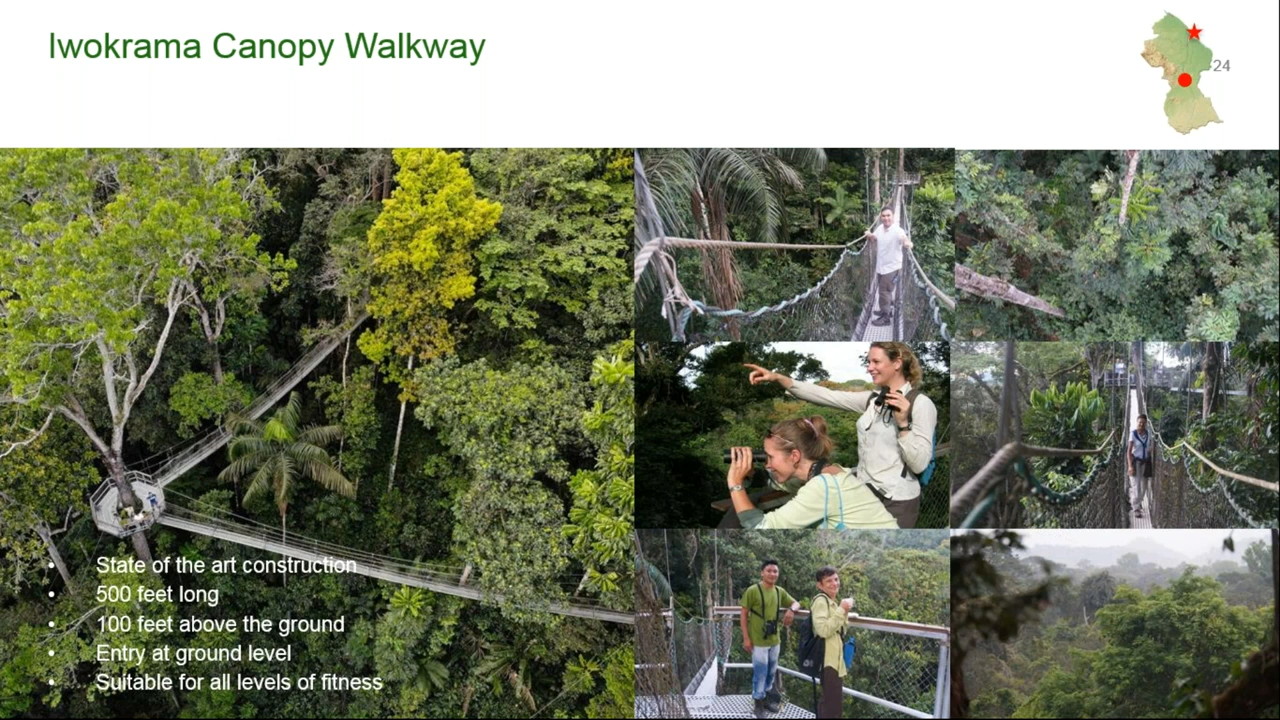 Iwokrama Canopy Walkway
24
• State of the art construction
• 500 feet long
• 100 feet above the ground
• Entry at ground level
• Suitable for all levels of fitness